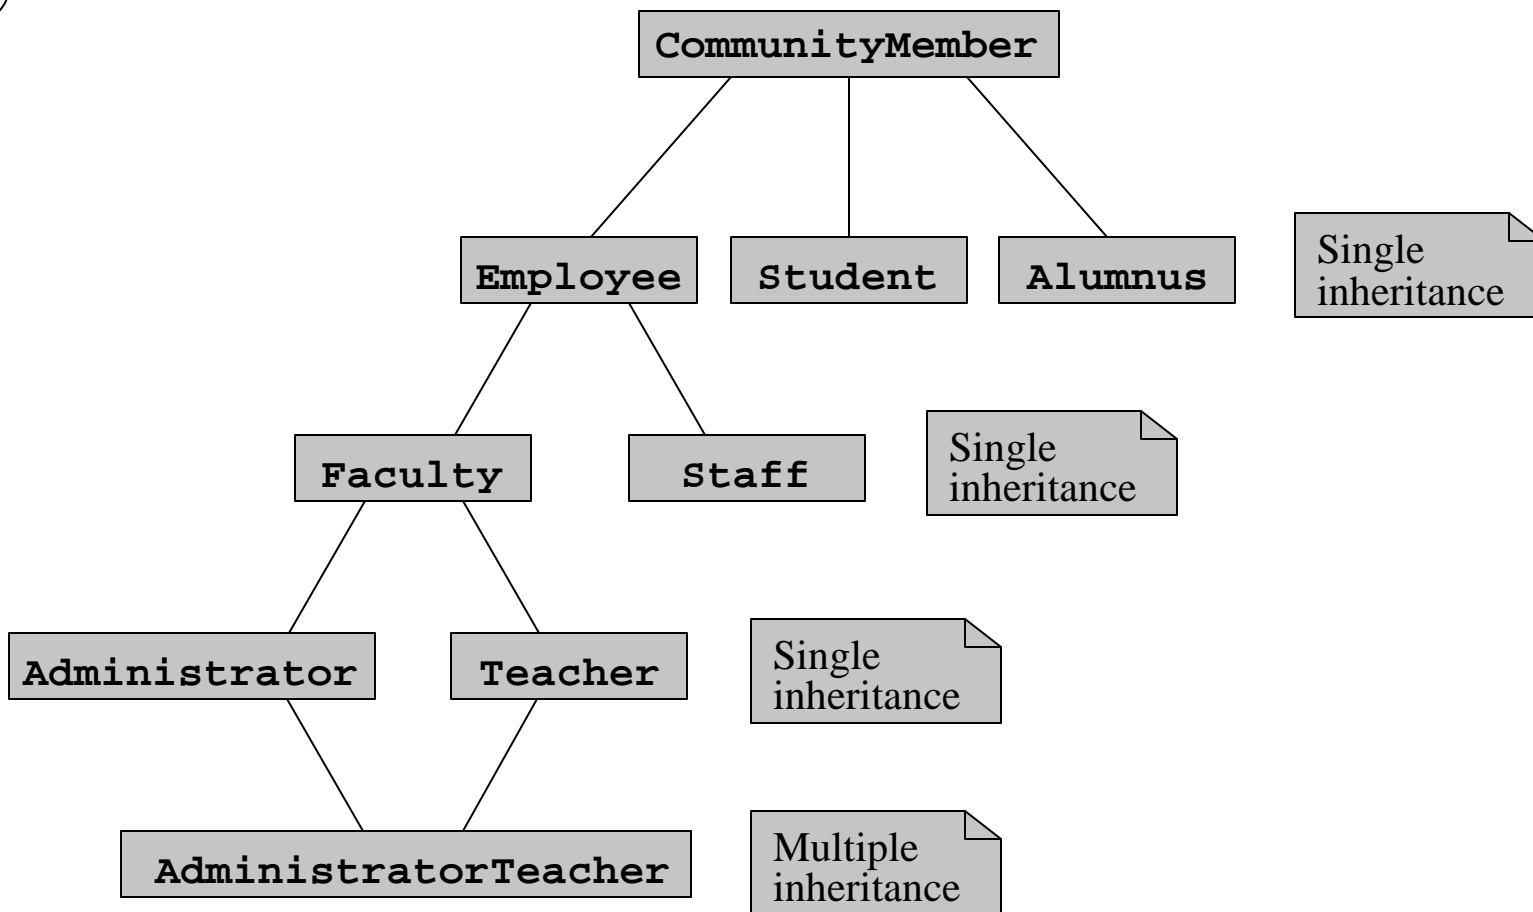 CommunityMember
Employee
Student
Alumnus
Single
inheritance
Faculty
Staff
Single
inheritance
Administrator
Teacher
Single
inheritance
AdministratorTeacher
Multiple
inheritance